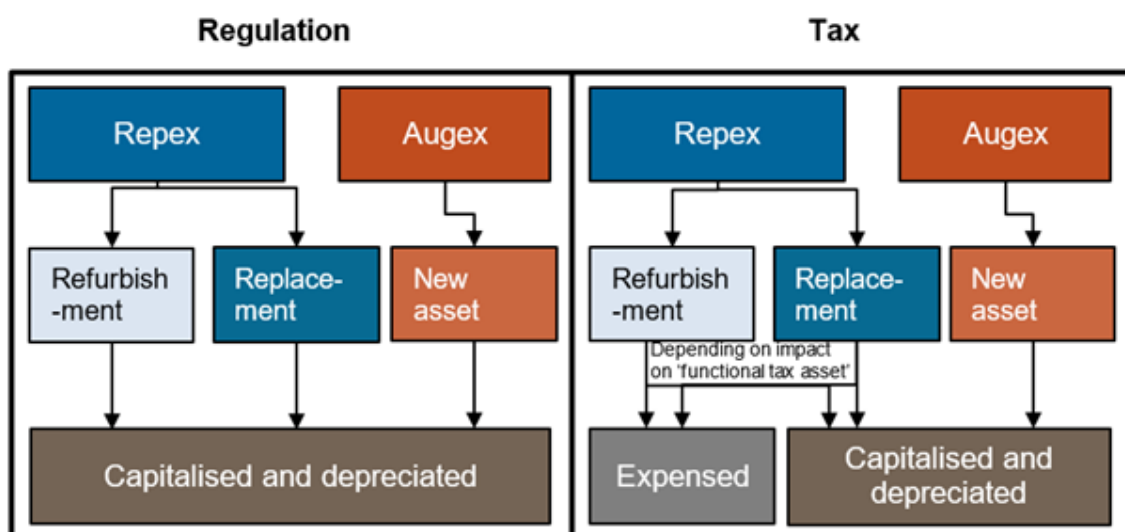 Regulation
Tax
Repex
Augex
Repex
Augex
Refurbish
-ment
Replace-
ment
New
asset
Refurbish
-ment
Replace-
ment
New
asset
Depending on impact
on 'functional tax asset'
Capitalised and depreciated
Expensed
Capitalised and
depreciated